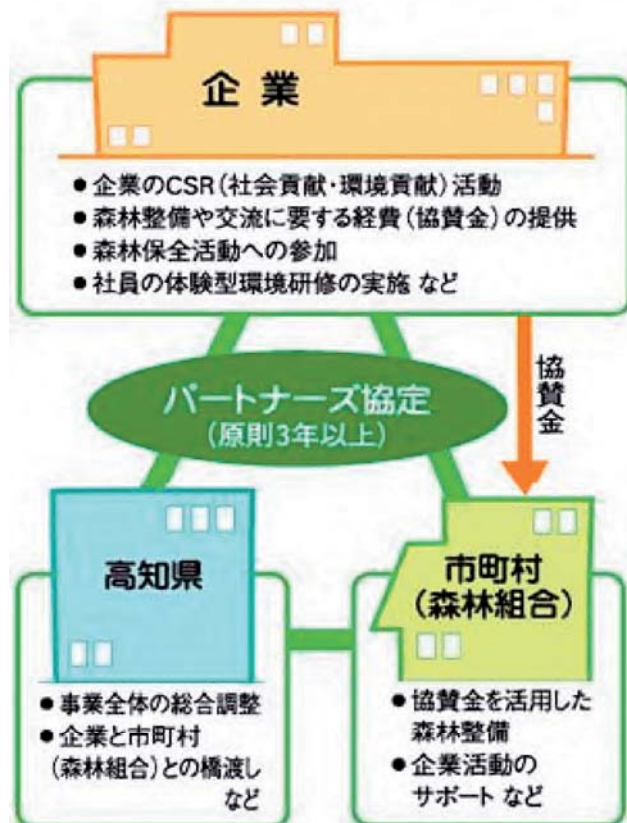 企業
● 企業のCSR(社会貢献・環境貢献)活動
● 森林整備や交流に要する経費(協賛金)の提供
● 森林保全活動への参加
● 社員の体験型環境研修の実施 など
パートナーズ協定
(原則3年以上)
協賛金
高知県
● 事業全体の総合調整
● 企業と市町村
(森林組合)との橋渡し
など
市町村
(森林組合)
● 協賛金を活用した
森林整備
● 企業活動の
サポート など